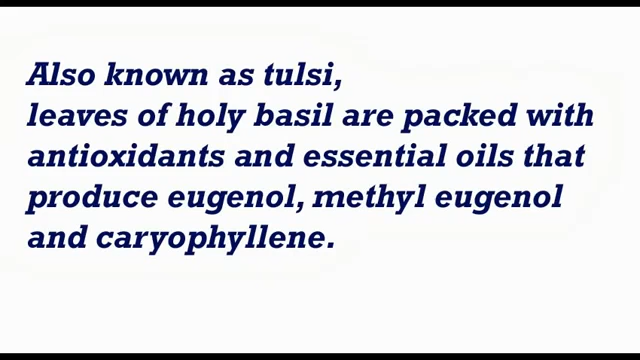 Also known as tulsi,
leaves of holy basil are packed with
antioxidants and essential oils that
produce eugenol, methyl eugenol
and caryophyllene.